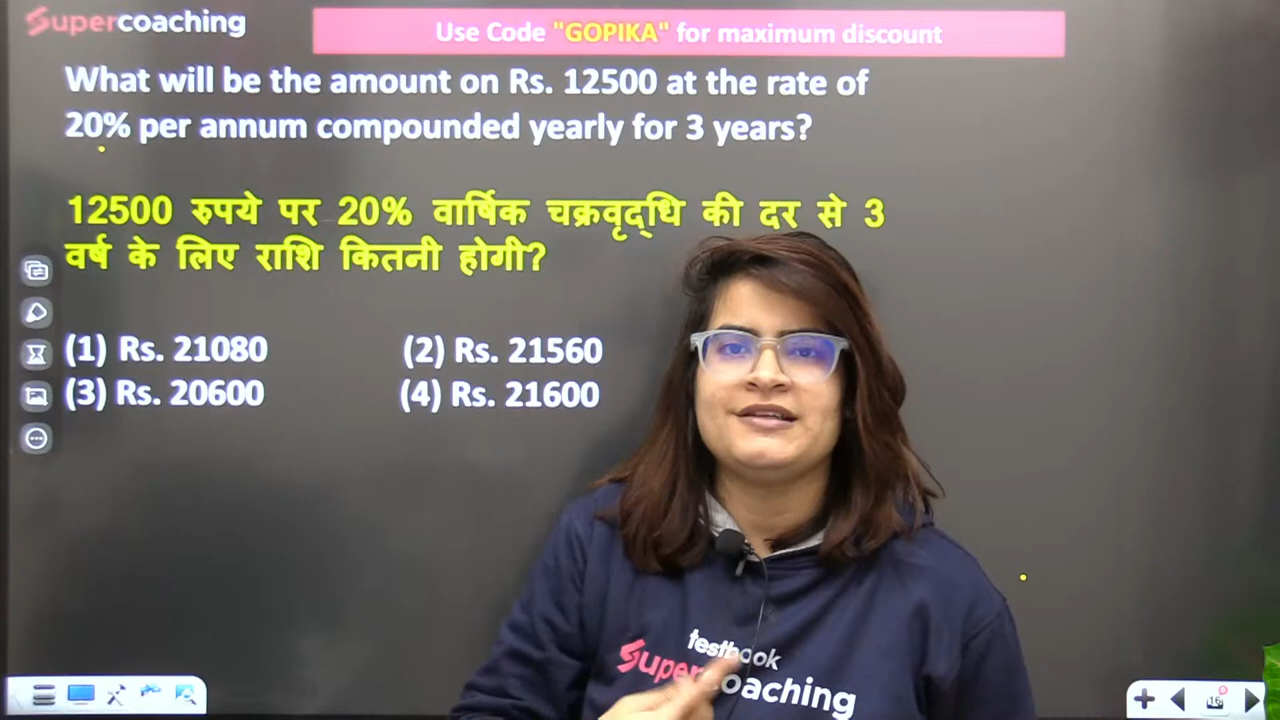 Supercoaching
Use Code "GOPIKA" for maximum discount
What will be the amount on Rs. 12500 at the rate of
20% per annum compounded yearly for 3 years?
12500 रुपये पर 20% वार्षिक चक्रवृद्धि की दर से 3
वर्ष के लिए राशि कितनी होगी?
(1) Rs. 21080 (2) Rs. 21560
(3) Rs. 20600 (4) Rs. 21600
testbook
Supercoaching